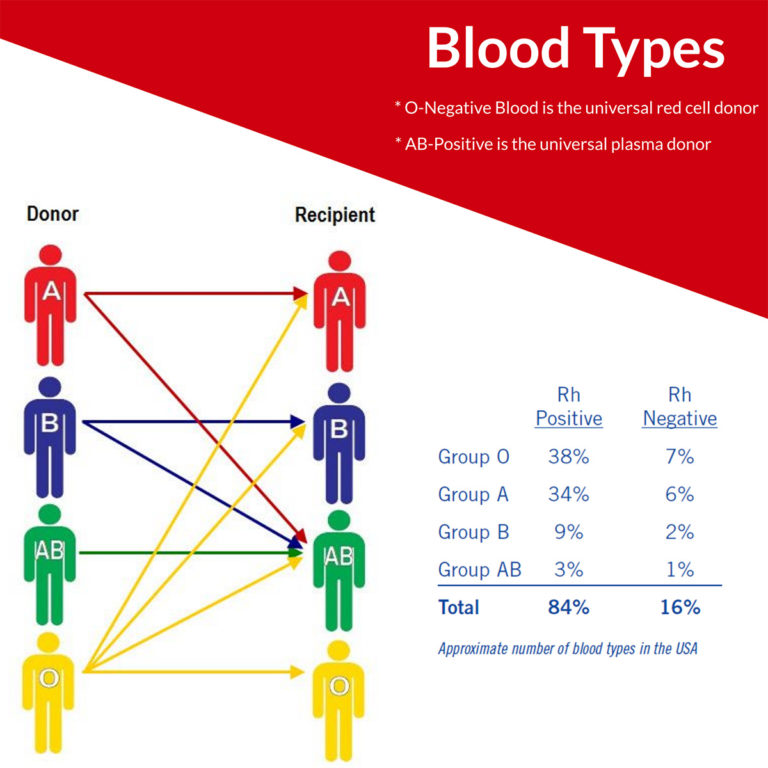 Blood Types
* O-Negative Blood is the universal red cell donor
* AB-Positive is the universal plasma donor
Donor
Recipient
A
A
B
B
AB
AB
O
O
Rh Positive
Rh Negative
Group O 38% 7%
Group A 34% 6%
Group B 9% 2%
Group AB 3% 1%
Total 84% 16%
Approximate number of blood types in the USA